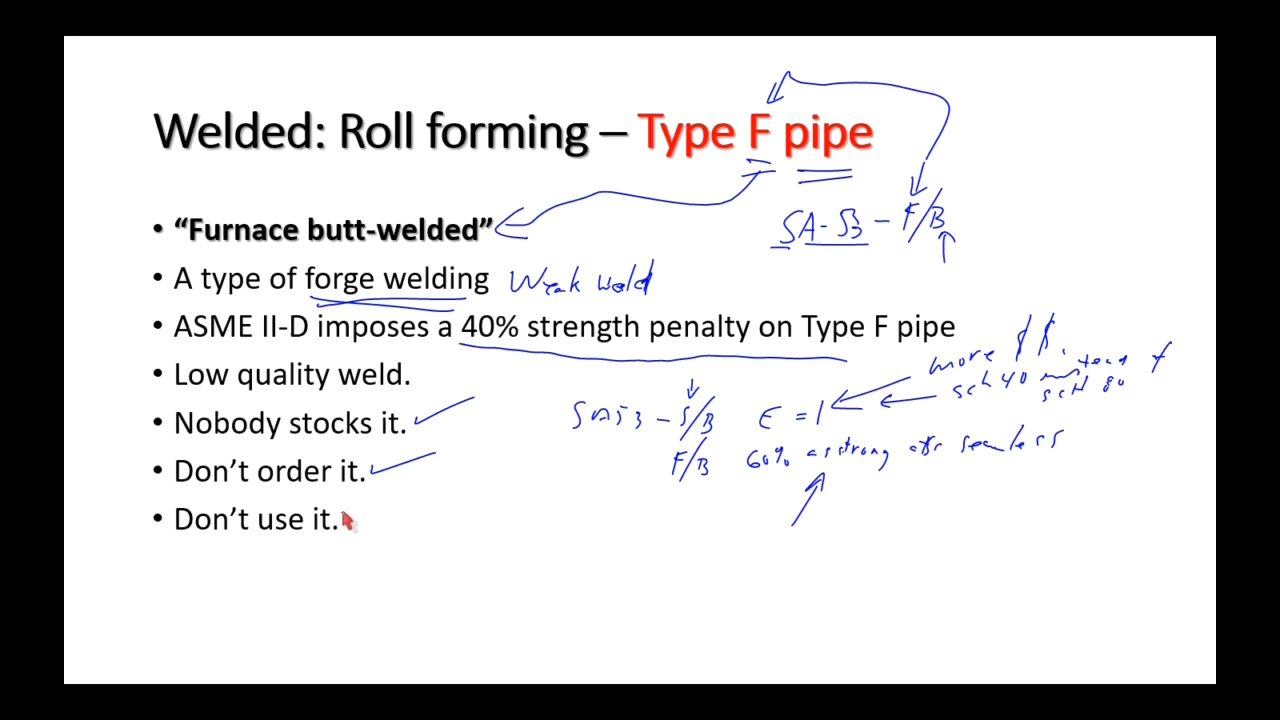 Welded: Roll forming – Type F pipe
SA-53 - F/B
• “Furnace butt-welded”
• A type of forge welding Weak weld
• ASME II-D imposes a 40% strength penalty on Type F pipe
more $$.
sch 40 instead of
sch 80
• Low quality weld.
SA53 - S/B E = 1
• Nobody stocks it.
F/B 60% as strong as seamless
• Don’t order it.
• Don’t use it.